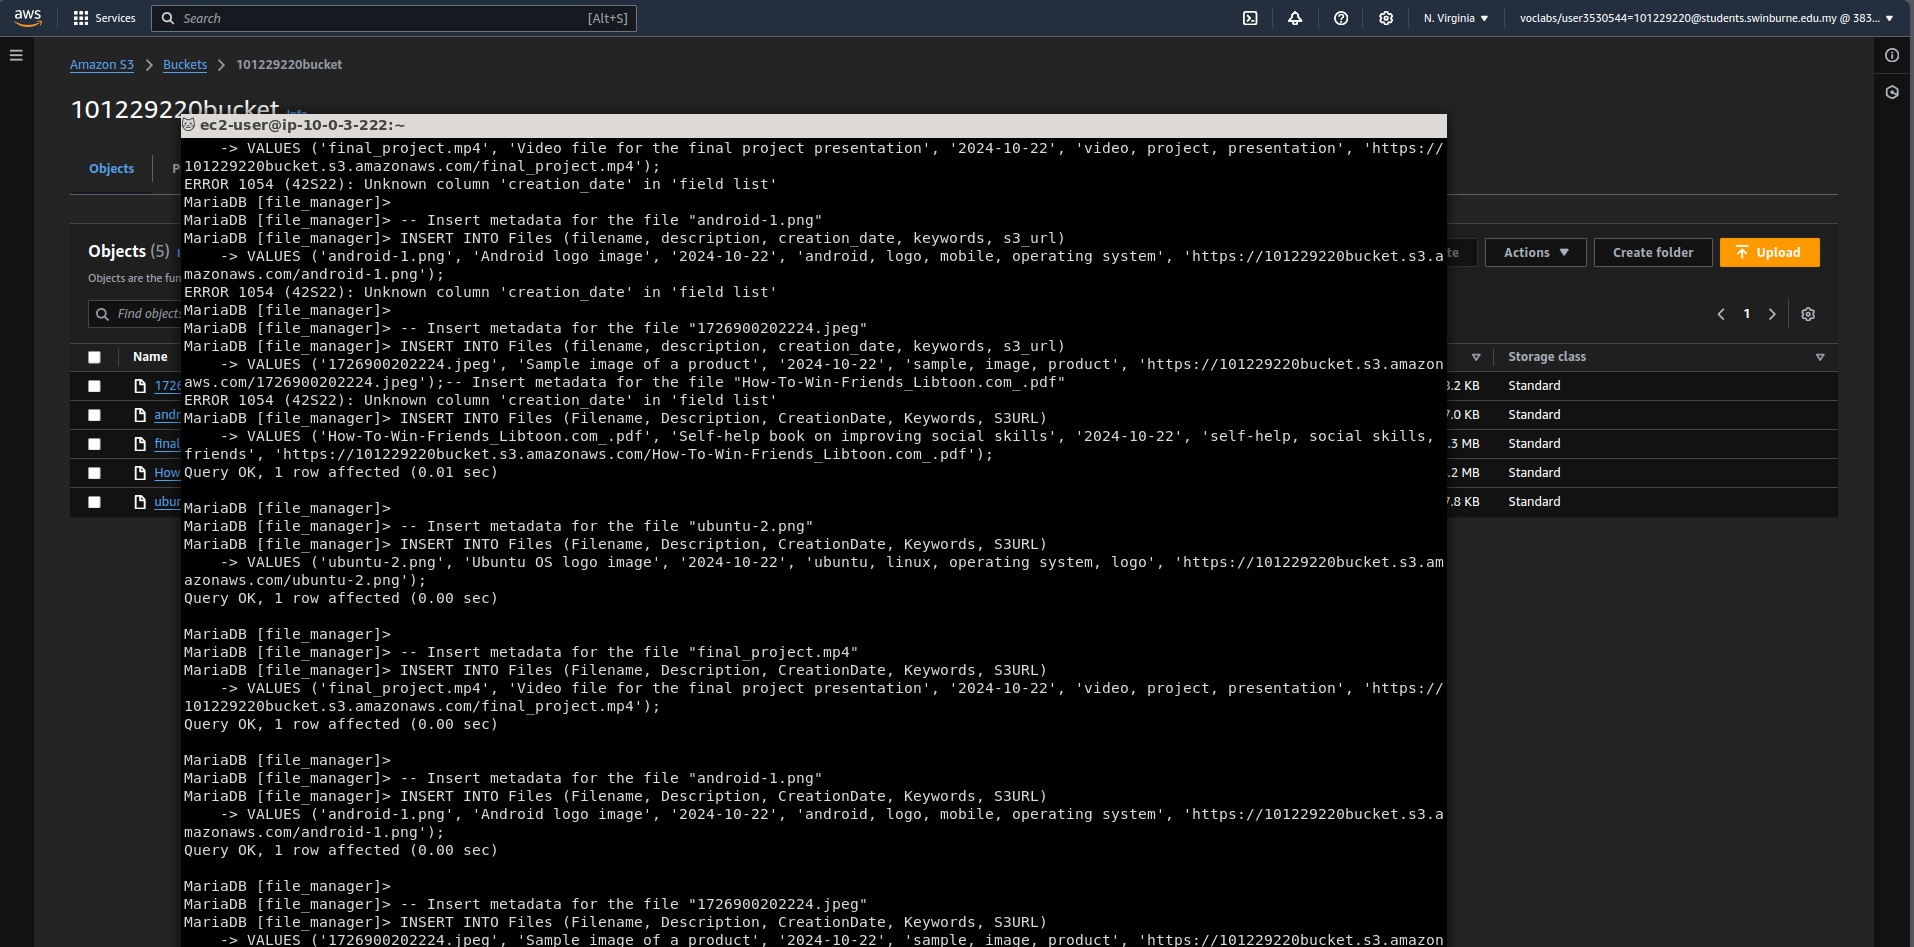 aws
Services
Search
[Alt+S]
N. Virginia
voclabs/user3530544=101229220@students.swinburne.edu.my @ 383...
Amazon S3
Buckets
101229220bucket
101229220bucket
Info
ec2-user@ip-10-0-3-222:~
Objects
Objects (5)
Objects are the fun
Find objects
Actions
Create folder
Upload
1
Name
Storage class
1726
3.2 KB
Standard
andr
7.0 KB
Standard
final
.3 MB
Standard
How
.2 MB
Standard
ubun
7.8 KB
Standard
-> VALUES ('final_project.mp4', 'Video file for the final project presentation', '2024-10-22', 'video, project, presentation', 'https://
101229220bucket.s3.amazonaws.com/final_project.mp4');
ERROR 1054 (42S22): Unknown column 'creation_date' in 'field list'
MariaDB [file_manager]>
MariaDB [file_manager]> -- Insert metadata for the file "android-1.png"
MariaDB [file_manager]> INSERT INTO Files (filename, description, creation_date, keywords, s3_url)
-> VALUES ('android-1.png', 'Android logo image', '2024-10-22', 'android, logo, mobile, operating system', 'https://101229220bucket.s3.a
mazonaws.com/android-1.png');
ERROR 1054 (42S22): Unknown column 'creation_date' in 'field list'
MariaDB [file_manager]>
MariaDB [file_manager]> -- Insert metadata for the file "1726900202224.jpeg"
MariaDB [file_manager]> INSERT INTO Files (filename, description, creation_date, keywords, s3_url)
-> VALUES ('1726900202224.jpeg', 'Sample image of a product', '2024-10-22', 'sample, image, product', 'https://101229220bucket.s3.amazon
aws.com/1726900202224.jpeg');-- Insert metadata for the file "How-To-Win-Friends_Libtoon.com_.pdf"
ERROR 1054 (42S22): Unknown column 'creation_date' in 'field list'
MariaDB [file_manager]> INSERT INTO Files (Filename, Description, CreationDate, Keywords, S3URL)
-> VALUES ('How-To-Win-Friends_Libtoon.com_.pdf', 'Self-help book on improving social skills', '2024-10-22', 'self-help, social skills,
friends', 'https://101229220bucket.s3.amazonaws.com/How-To-Win-Friends_Libtoon.com_.pdf');
Query OK, 1 row affected (0.01 sec)
MariaDB [file_manager]>
MariaDB [file_manager]> -- Insert metadata for the file "ubuntu-2.png"
MariaDB [file_manager]> INSERT INTO Files (Filename, Description, CreationDate, Keywords, S3URL)
-> VALUES ('ubuntu-2.png', 'Ubuntu OS logo image', '2024-10-22', 'ubuntu, linux, operating system, logo', 'https://101229220bucket.s3.am
azonaws.com/ubuntu-2.png');
Query OK, 1 row affected (0.00 sec)
MariaDB [file_manager]>
MariaDB [file_manager]> -- Insert metadata for the file "final_project.mp4"
MariaDB [file_manager]> INSERT INTO Files (Filename, Description, CreationDate, Keywords, S3URL)
-> VALUES ('final_project.mp4', 'Video file for the final project presentation', '2024-10-22', 'video, project, presentation', 'https://
101229220bucket.s3.amazonaws.com/final_project.mp4');
Query OK, 1 row affected (0.00 sec)
MariaDB [file_manager]>
MariaDB [file_manager]> -- Insert metadata for the file "android-1.png"
MariaDB [file_manager]> INSERT INTO Files (Filename, Description, CreationDate, Keywords, S3URL)
-> VALUES ('android-1.png', 'Android logo image', '2024-10-22', 'android, logo, mobile, operating system', 'https://101229220bucket.s3.a
mazonaws.com/android-1.png');
Query OK, 1 row affected (0.00 sec)
MariaDB [file_manager]>
MariaDB [file_manager]> -- Insert metadata for the file "1726900202224.jpeg"
MariaDB [file_manager]> INSERT INTO Files (Filename, Description, CreationDate, Keywords, S3URL)
-> VALUES ('1726900202224.jpeg', 'Sample image of a product', '2024-10-22', 'sample, image, product', 'https://101229220bucket.s3.amazon